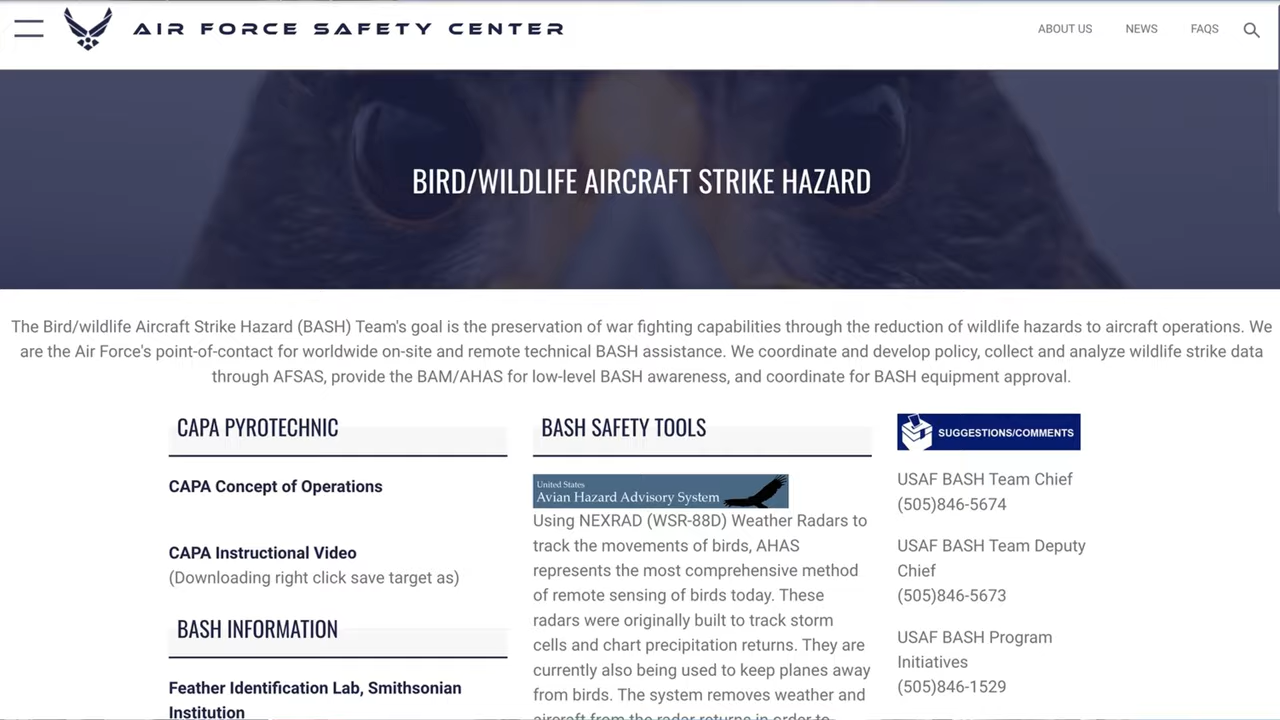 AIR FORCE SAFETY CENTER
ABOUT US
NEWS
FAQS
BIRD/WILDLIFE AIRCRAFT STRIKE HAZARD
The Bird/wildlife Aircraft Strike Hazard (BASH) Team's goal is the preservation of war fighting capabilities through the reduction of wildlife hazards to aircraft operations. We
are the Air Force's point-of-contact for worldwide on-site and remote technical BASH assistance. We coordinate and develop policy, collect and analyze wildlife strike data
through AFSAS, provide the BAM/AHAS for low-level BASH awareness, and coordinate for BASH equipment approval.
CAPA PYROTECHNIC
CAPA Concept of Operations
CAPA Instructional Video
(Downloading right click save target as)
BASH INFORMATION
Feather Identification Lab, Smithsonian
Institution
BASH SAFETY TOOLS
United States
Avian Hazard Advisory System
Using NEXRAD (WSR-88D) Weather Radars to
track the movements of birds, AHAS
represents the most comprehensive method
of remote sensing of birds today. These
radars were originally built to track storm
cells and chart precipitation returns. They are
currently also being used to keep planes away
from birds. The system removes weather and
aircraft from the radar returns in order to
SUGGESTIONS/COMMENTS
USAF BASH Team Chief
(505)846-5674
USAF BASH Team Deputy
Chief
(505)846-5673
USAF BASH Program
Initiatives
(505)846-1529